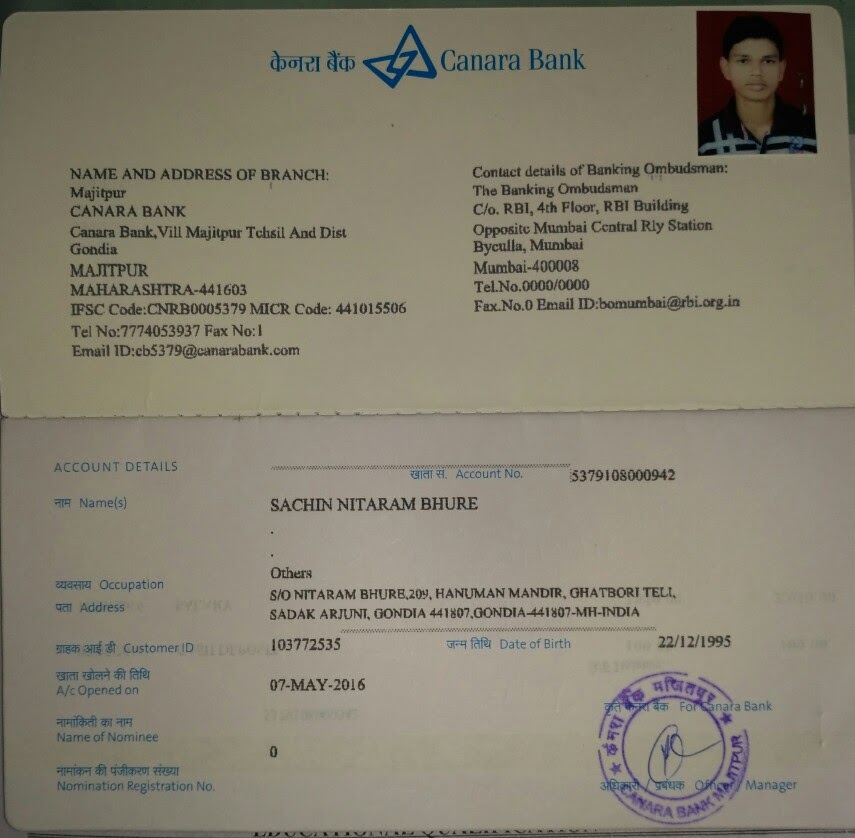 केनरा बैंक Canara Bank
NAME AND ADDRESS OF BRANCH:
Majitpur
CANARA BANK
Canara Bank,Vill Majitpur Tehsil And Dist
Gondia
MAJITPUR
MAHARASHTRA-441603
IFSC Code:CNRB0005379 MICR Code: 441015506
Tel No:7774053937 Fax No:1
Email ID:cb5379@canarabank.com
Contact details of Banking Ombudsman:
The Banking Ombudsman
C/o. RBI, 4th Floor, RBI Building
Opposite Mumbai Central Rly Station
Byculla, Mumbai
Mumbai-400008
Tel.No.0000/0000
Fax.No.0 Email ID:bomumbai@rbi.org.in
ACCOUNT DETAILS
खाता स. Account No. 5379108000942
नाम Name(s) SACHIN NITARAM BHURE
.
.
व्यवसाय Occupation Others
पता Address S/O NITARAM BHURE,209, HANUMAN MANDIR, GHATBORI TELI,
SADAK ARJUNI, GONDIA 441807,GONDIA-441807-MH-INDIA
ग्राहक आई डी Customer ID 103772535 जन्म तिथि Date of Birth 22/12/1995
खाता खोलने की तिथि
A/c Opened on 07-MAY-2016
नामांकिती का नाम
Name of Nominee
0
नामांकन की पंजीकरण संख्या
Nomination Registration No.
कृते केनरा बैंक For Canara Bank
अधिकारी / प्रबंधक Officer Manager
केनरा बैंक मजितपुर
CANARA BANK MAJITPUR